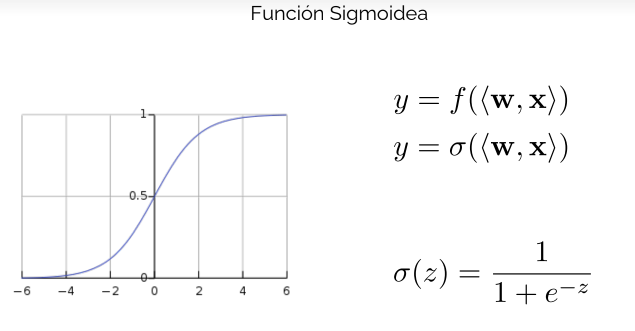 Función Sigmoidea
y = f(⟨w, x⟩)
y = σ(⟨w, x⟩)
σ(z) = 1 / (1 + e^{−z})
1
0.5
0
−6 −4 −2 0 2 4 6